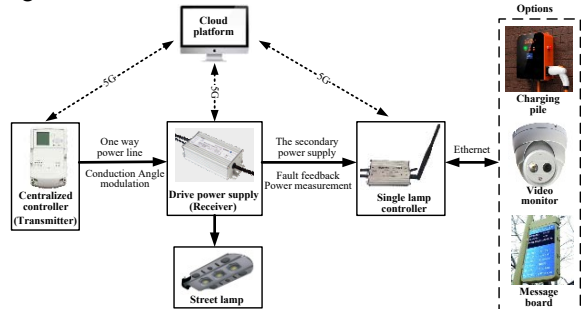 Options
Cloud
platform
5G
5G
5G
One way
power line
Conduction Angle
modulation
The secondary
power supply
Fault feedback
Power measurement
Ethernet
Charging
pile
Centralized
controller
(Transmitter)
Drive power supply
(Receiver)
Single lamp
controller
Video
monitor
Street lamp
Message
board